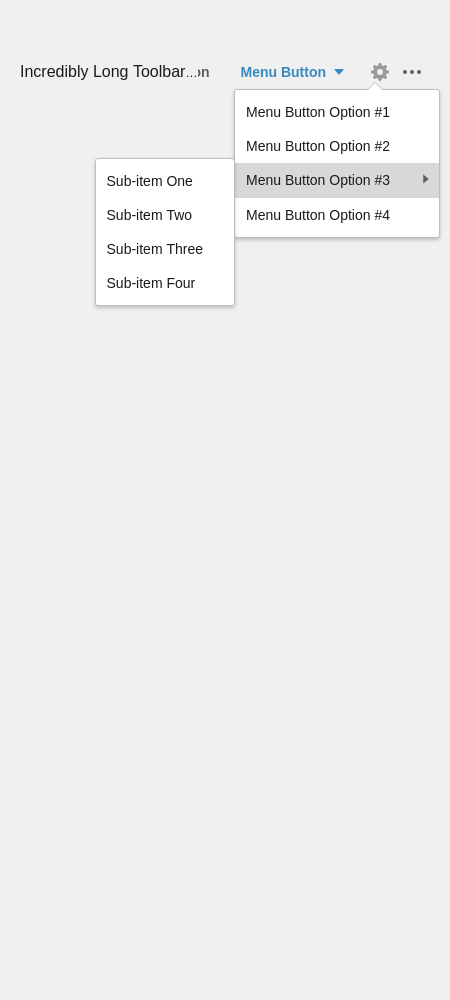 Incredibly Long Toolbar... on Menu Button
Menu Button Option #1
Menu Button Option #2
Menu Button Option #3
Menu Button Option #4
Sub-item One
Sub-item Two
Sub-item Three
Sub-item Four